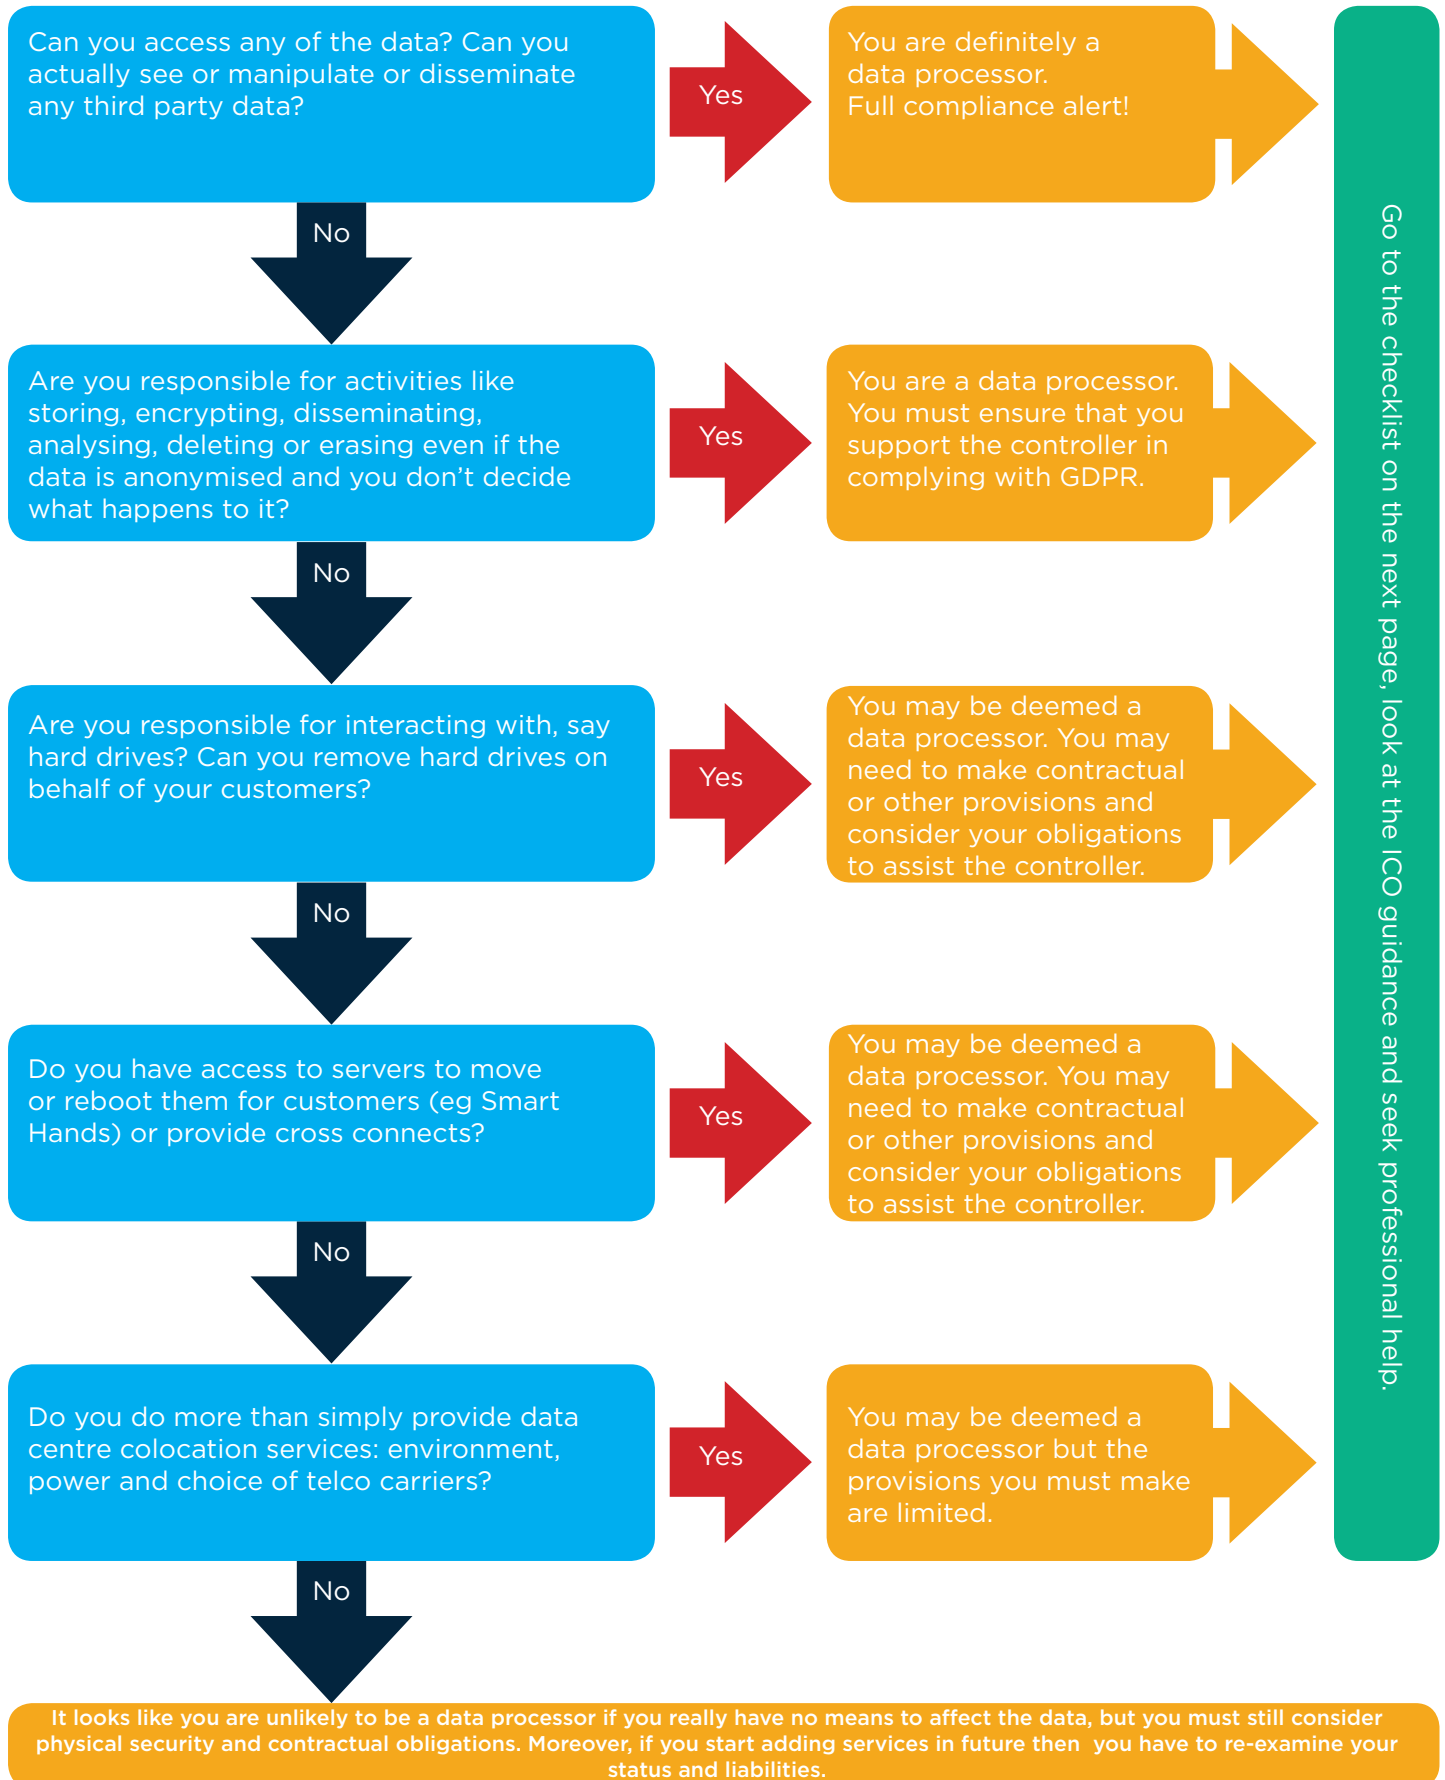 Can you access any of the data? Can you
actually see or manipulate or disseminate
any third party data?
Yes
You are definitely a
data processor.
Full compliance alert!
No
Are you responsible for activities like
storing, encrypting, disseminating,
analysing, deleting or erasing even if the
data is anonymised and you don’t decide
what happens to it?
Yes
You are a data processor.
You must ensure that you
support the controller in
complying with GDPR.
No
Are you responsible for interacting with, say
hard drives? Can you remove hard drives on
behalf of your customers?
Yes
You may be deemed a
data processor. You may
need to make contractual
or other provisions and
consider your obligations
to assist the controller.
No
Do you have access to servers to move
or reboot them for customers (eg Smart
Hands) or provide cross connects?
Yes
You may be deemed a
data processor. You may
need to make contractual
or other provisions and
consider your obligations
to assist the controller.
No
Do you do more than simply provide data
centre colocation services: environment,
power and choice of telco carriers?
Yes
You may be deemed a
data processor but the
provisions you must make
are limited.
No
Go to the checklist on the next page, look at the ICO guidance and seek professional help.
It looks like you are unlikely to be a data processor if you really have no means to affect the data, but you must still consider
physical security and contractual obligations. Moreover, if you start adding services in future then  you have to re-examine your
status and liabilities.